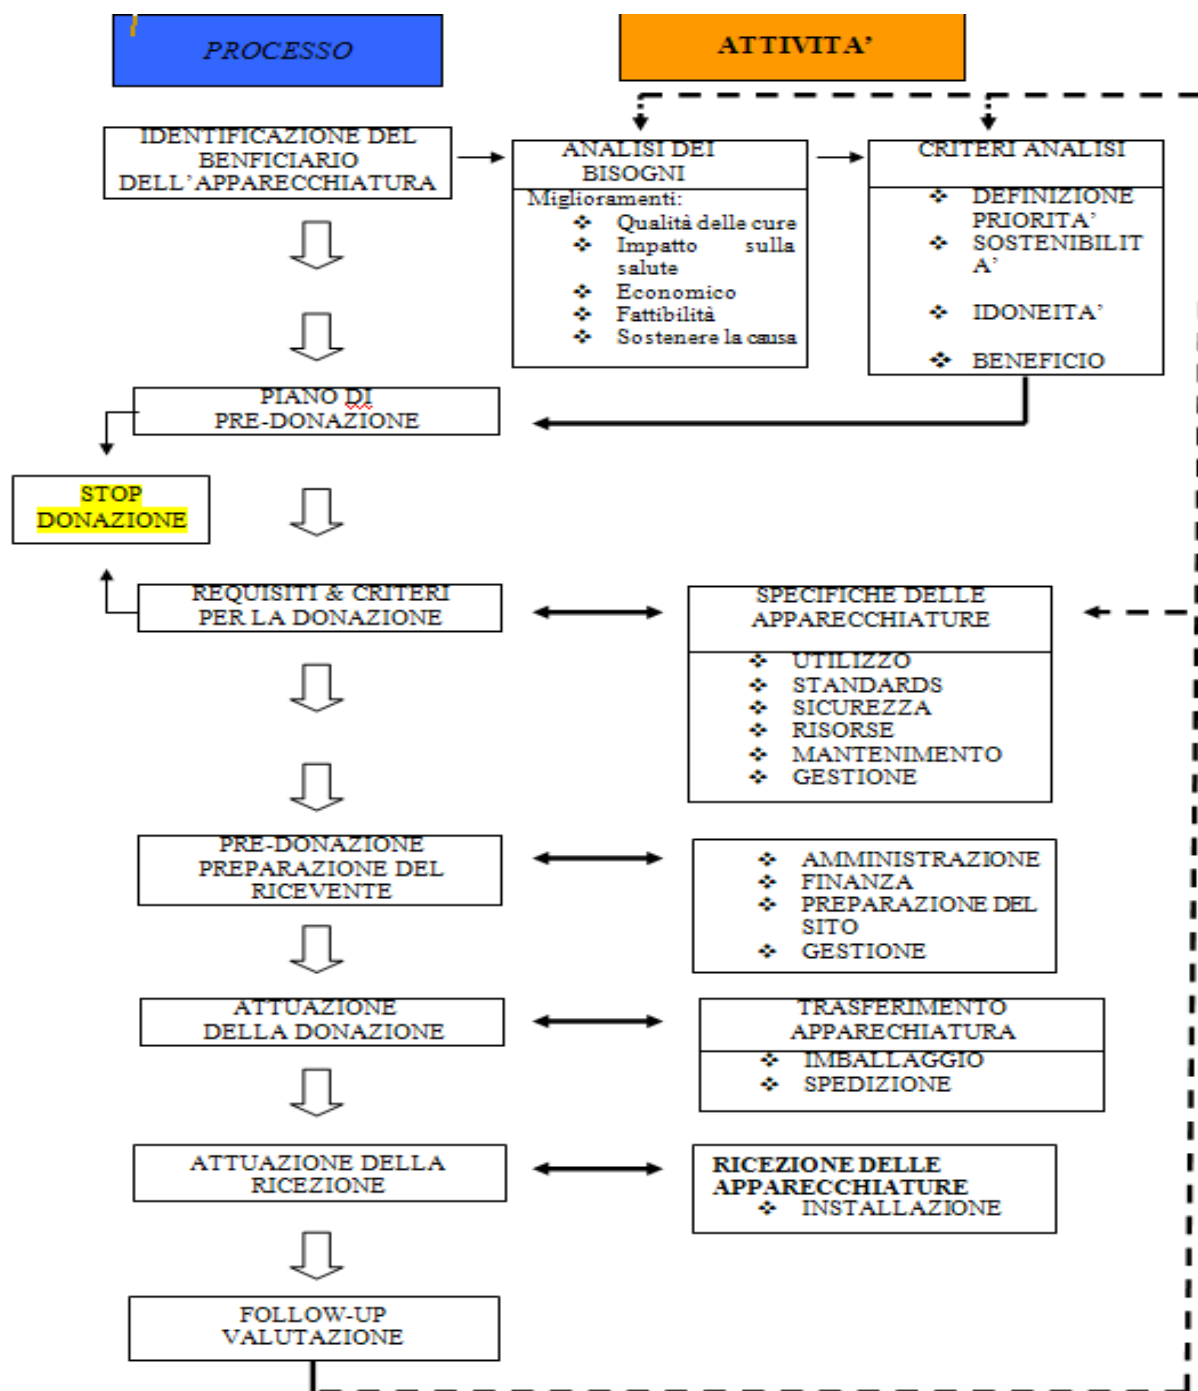 PROCESSO
ATTIVITA’
IDENTIFICAZIONE DEL
BENFICIARIO
DELL’APPARECCHIATURA
ANALISI DEI
BISOGNI
Miglioramenti:
❖ Qualità delle cure
❖ Impatto sulla
salute
❖ Economico
❖ Fattibilità
❖ Sostenere la causa
CRITERI ANALISI
❖ DEFINIZIONE
PRIORITA’
❖ SOSTENIBILIT
A’
❖ IDONEITA’
❖ BENEFICIO
PIANO DI
PRE-DONAZIONE
STOP
DONAZIONE
REQUISITI & CRITERI
PER LA DONAZIONE
SPECIFICHE DELLE
APPARECCHIATURE
❖ UTILIZZO
❖ STANDARDS
❖ SICUREZZA
❖ RISORSE
❖ MANTENIMENTO
❖ GESTIONE
PRE-DONAZIONE
PREPARAZIONE DEL
RICEVENTE
❖ AMMINISTRAZIONE
❖ FINANZA
❖ PREPARAZIONE DEL
SITO
❖ GESTIONE
ATTUAZIONE
DELLA DONAZIONE
TRASFERIMENTO
APPARECHIATURA
❖ IMBALLAGGIO
❖ SPEDIZIONE
ATTUAZIONE DELLA
RICEZIONE
RICEZIONE DELLE
APPARECCHIATURE
❖ INSTALLAZIONE
FOLLOW-UP
VALUTAZIONE